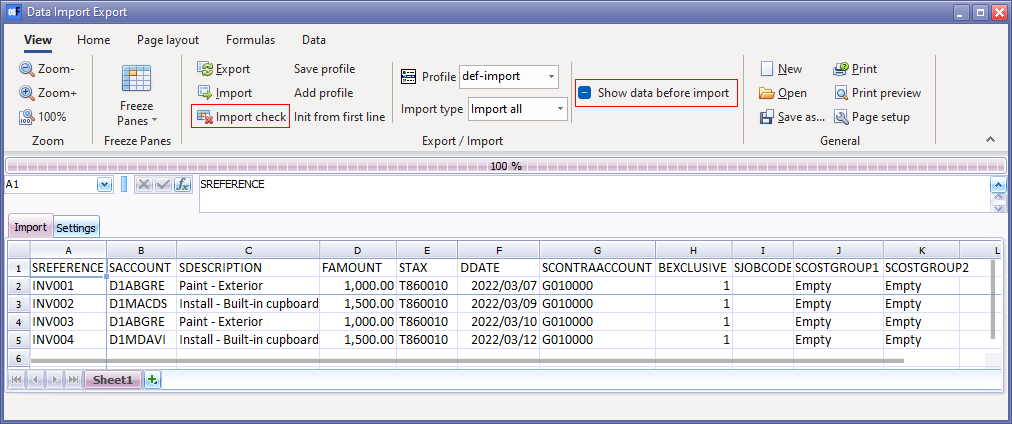 Data Import Export
View Home Page layout Formulas Data
Zoom- Freeze Panes Export Save profile Profile def-import Show data before import New Print
Zoom+ Import Add profile Open Print preview
100% Import check Init from first line Import type Import all Save as... Page setup
Zoom Freeze Panes Export / Import General
100 %
A1 fx SREFERENCE
Import Settings
A B C D E F G H I J K L
1 SREFERENCE SACCOUNT SDESCRIPTION FAMOUNT STAX DDATE SCONTRAACCOUNT BEXCLUSIVE SJOBCODE SCOSTGROUP1 SCOSTGROUP2
2 INV001 D1ABGRE Paint - Exterior 1,000.00 T860010 2022/03/07 G010000 1 Empty Empty
3 INV002 D1MACDS Install - Built-in cupboard 1,500.00 T860010 2022/03/09 G010000 1 Empty Empty
4 INV003 D1ABGRE Paint - Exterior 1,000.00 T860010 2022/03/10 G010000 1 Empty Empty
5 INV004 D1MDAVI Install - Built-in cupboard 1,500.00 T860010 2022/03/12 G010000 1 Empty Empty
6
Sheet1